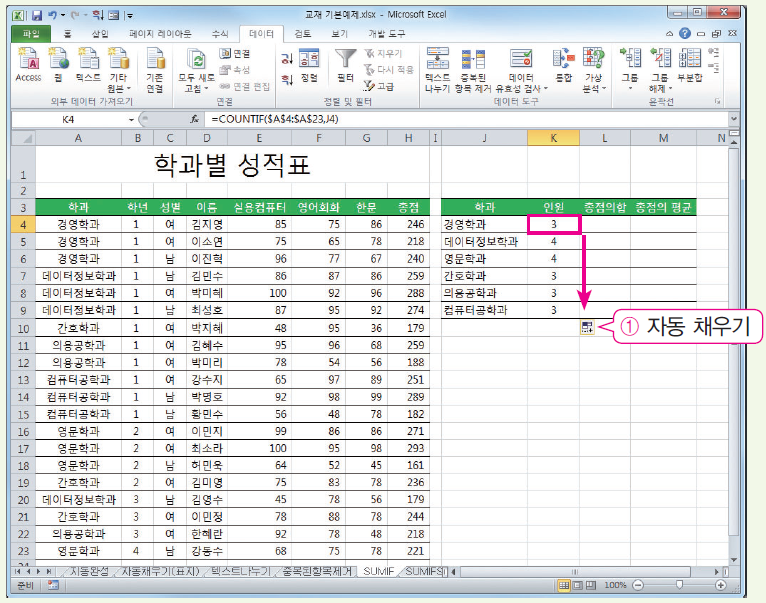 교재 기본예제.xlsx - Microsoft Excel
파일 홈 삽입 페이지 레이아웃 수식 데이터 검토 보기 개발 도구
Access 웹 텍스트 기타 원본 기존 연결 모두 새로 고침 연결 속성 연결 편집 정렬 필터 지우기 다시 적용 고급 텍스트 나누기 중복된 항목 제거 데이터 유효성 검사 통합 가상 분석 그룹 그룹 해제 부분합
외부 데이터 가져오기 연결 정렬 및 필터 데이터 도구 윤곽선
K4 fx =COUNTIF($A$4:$A$23,J4)
A B C D E F G H I J K L M N
1 학과별 성적표
2
3 학과 학년 성별 이름 실용컴퓨터 영어회화 한문 총점 학과 인원 총점의합 총점의 평균
4 경영학과 1 여 김지영 85 75 86 246 경영학과 3
5 경영학과 1 여 이소연 75 65 78 218 데이터정보학과 4
6 경영학과 1 남 이진혁 96 77 67 240 영문학과 4
7 데이터정보학과 1 남 김민수 86 87 86 259 간호학과 3
8 데이터정보학과 1 여 박미혜 100 92 96 288 의용공학과 3
9 데이터정보학과 1 남 최성호 87 95 92 274 컴퓨터공학과 3
10 간호학과 1 여 박지혜 48 95 36 179
① 자동 채우기
11 의용공학과 1 여 김혜수 95 96 68 259
12 의용공학과 1 여 박미리 78 54 56 188
13 컴퓨터공학과 1 여 강수지 65 97 89 251
14 컴퓨터공학과 1 남 박명호 92 98 99 289
15 컴퓨터공학과 1 남 황민수 56 48 78 182
16 영문학과 2 여 이민지 99 86 86 271
17 영문학과 2 여 최소라 100 95 98 293
18 영문학과 2 남 허민욱 64 52 45 161
19 간호학과 2 여 김미영 75 83 78 236
20 데이터정보학과 3 남 김영수 45 78 56 179
21 간호학과 3 여 이민정 78 88 78 244
22 의용공학과 3 여 한혜란 92 78 48 218
23 영문학과 4 남 강동수 68 75 78 221
자동완성 자동채우기(표지) 텍스트나누기 중복된항목제거 SUMIF SUMIFS
준비 100%